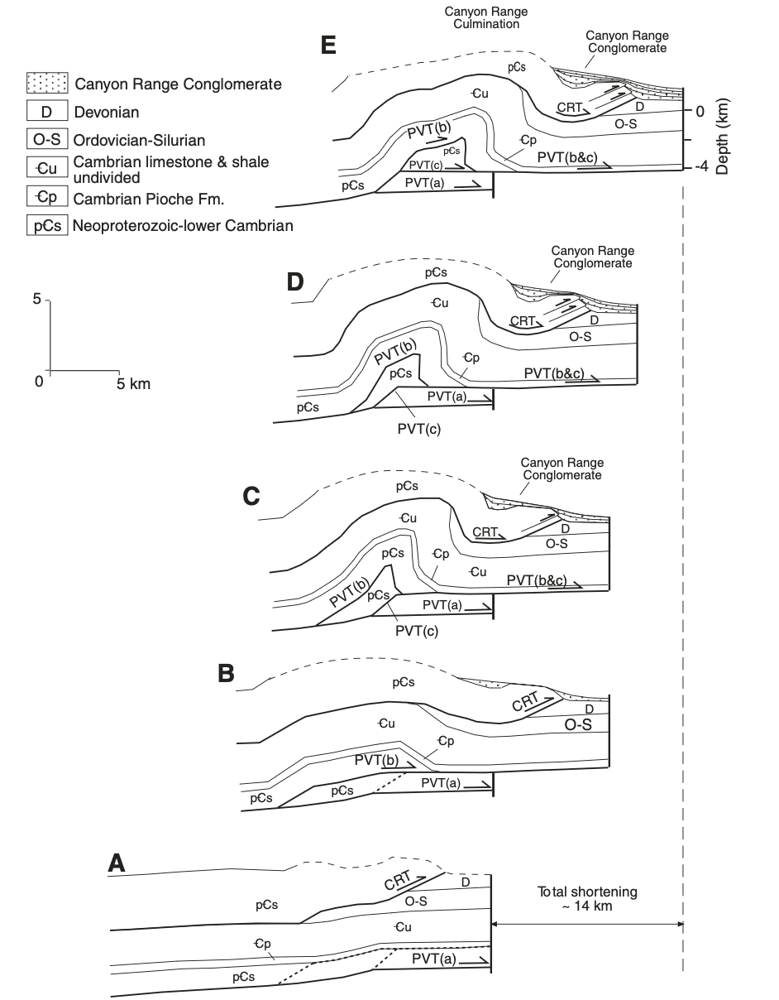 Canyon Range
Culmination
E
Canyon Range
Conglomerate
pCs
Cu
CRT
D
O-S
0
-4
Depth (km)
PVT(b)
pCs
Cp
PVT(b&c)
PVT(c)
pCs
PVT(a)
Canyon Range Conglomerate
D Devonian
O-S Ordovician-Silurian
Cu Cambrian limestone & shale
undivided
Cp Cambrian Pioche Fm.
pCs Neoproterozoic-lower Cambrian
5
0
5 km
D
Canyon Range
Conglomerate
pCs
Cu
CRT
D
O-S
PVT(b)
Cp
pCs
PVT(b&c)
pCs
PVT(a)
PVT(c)
C
Canyon Range
Conglomerate
pCs
Cu
CRT
D
O-S
pCs
Cp
Cu
PVT(b)
PVT(b&c)
pCs
PVT(a)
PVT(c)
B
pCs
CRT
D
O-S
Cu
Cp
PVT(b)
PVT(a)
pCs
pCs
A
CRT
D
pCs
O-S
Cu
Cp
PVT(a)
pCs
Total shortening
~ 14 km